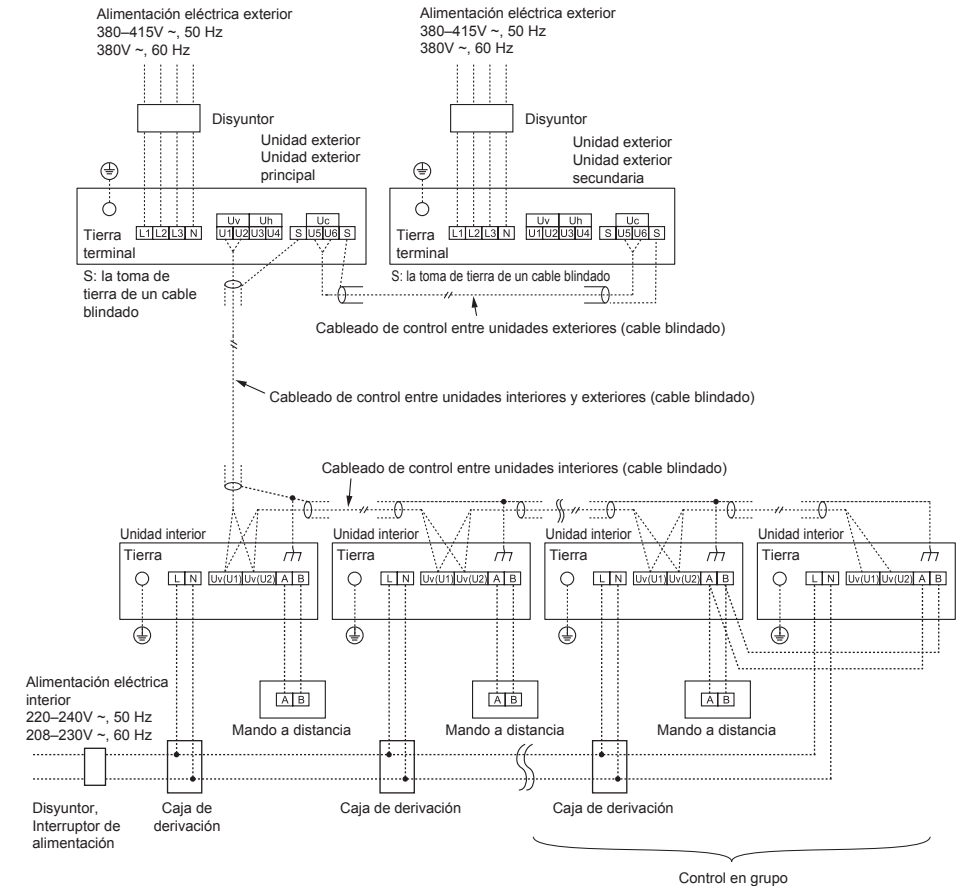 Alimentación eléctrica exterior
380–415V ~, 50 Hz
380V ~, 60 Hz
Alimentación eléctrica exterior
380–415V ~, 50 Hz
380V ~, 60 Hz
Disyuntor
Disyuntor
Unidad exterior
Unidad exterior
principal
Unidad exterior
Unidad exterior
secundaria
Tierra
terminal
L1 L2 L3 N
Uv Uh
U1 U2 U3 U4
Uc
S U5 U6 S
Tierra
terminal
L1 L2 L3 N
Uv Uh
U1 U2 U3 U4
Uc
S U5 U6 S
S: la toma de
tierra de un cable
blindado
S: la toma de tierra de un cable blindado
Cableado de control entre unidades exteriores (cable blindado)
Cableado de control entre unidades interiores y exteriores (cable blindado)
Cableado de control entre unidades interiores (cable blindado)
Unidad interior
Tierra
L N Uv(U1) Uv(U2) A B
Unidad interior
Tierra
L N Uv(U1) Uv(U2) A B
Unidad interior
Tierra
L N Uv(U1) Uv(U2) A B
Unidad interior
Tierra
L N Uv(U1) Uv(U2) A B
Alimentación eléctrica
interior
220–240V ~, 50 Hz
208–230V ~, 60 Hz
A B
Mando a distancia
A B
Mando a distancia
A B
Mando a distancia
Disyuntor,
Interruptor de
alimentación
Caja de
derivación
Caja de derivación
Caja de derivación
Control en grupo